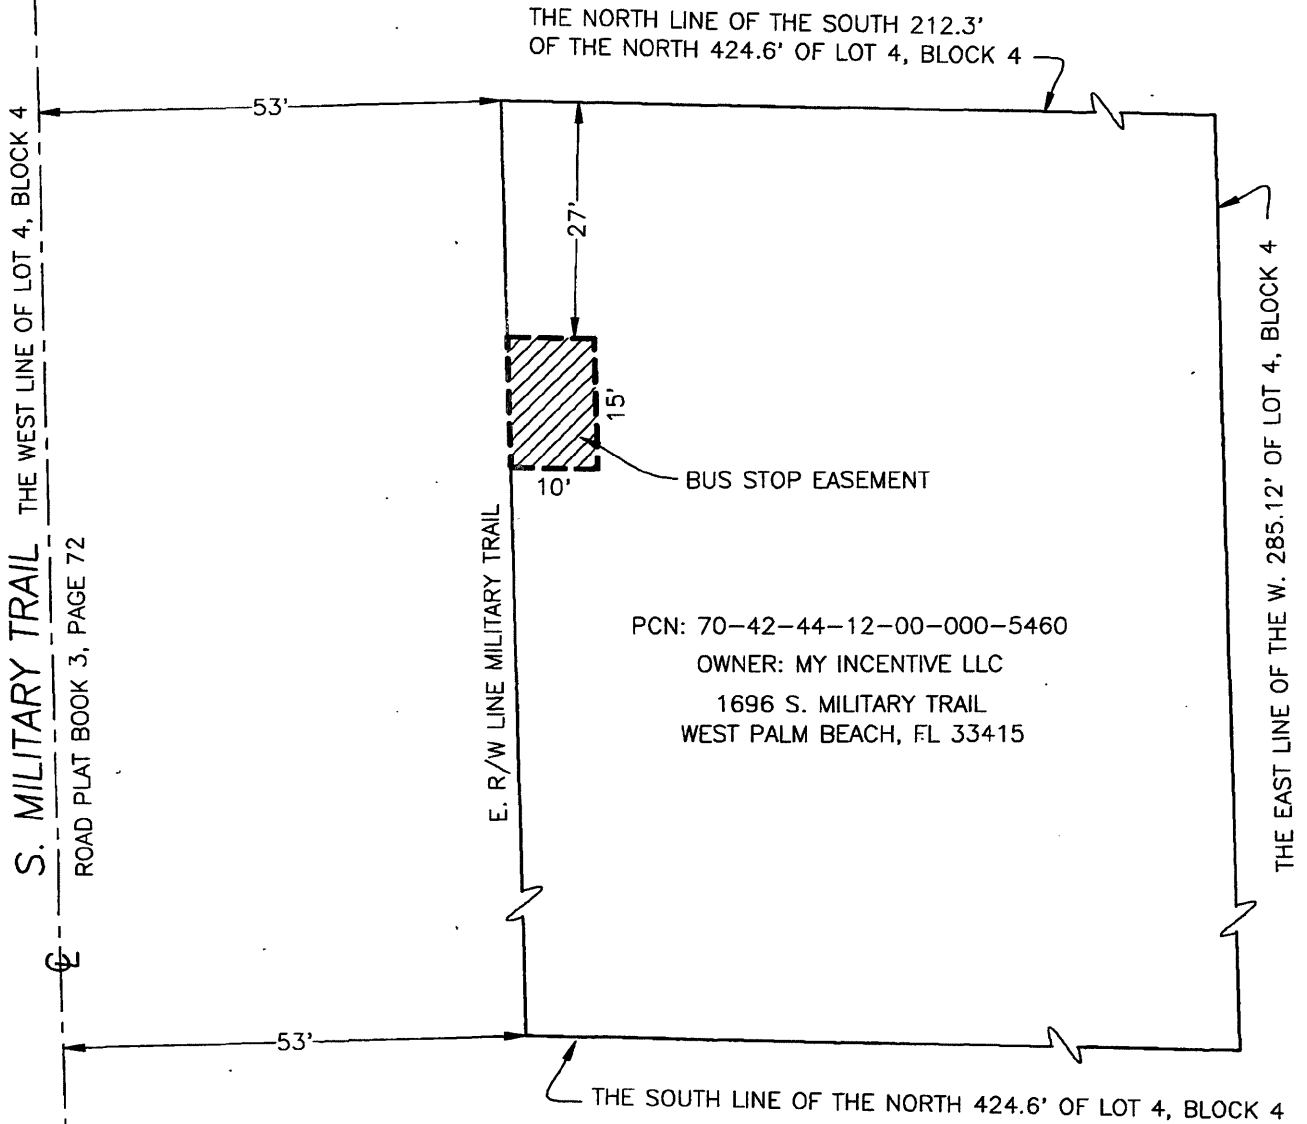 THE NORTH LINE OF THE SOUTH 212.3'
OF THE NORTH 424.6' OF LOT 4, BLOCK 4
53'
27'
THE WEST LINE OF LOT 4, BLOCK 4
S. MILITARY TRAIL
ROAD PLAT BOOK 3, PAGE 72
15'
10'
BUS STOP EASEMENT
E. R/W LINE MILITARY TRAIL
PCN: 70-42-44-12-00-000-5460
OWNER: MY INCENTIVE LLC
1696 S. MILITARY TRAIL
WEST PALM BEACH, FL 33415
THE EAST LINE OF THE W. 285.12' OF LOT 4, BLOCK 4
℄
53'
THE SOUTH LINE OF THE NORTH 424.6' OF LOT 4, BLOCK 4